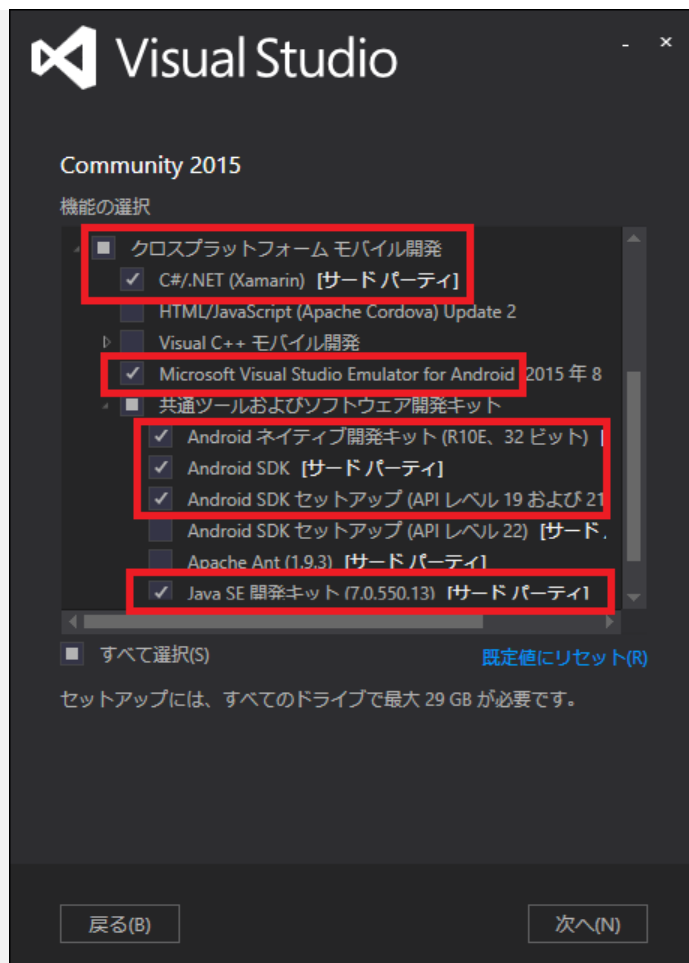 Visual Studio
Community 2015
機能の選択
クロスプラットフォーム モバイル開発
C#/.NET (Xamarin) [サード パーティ]
HTML/JavaScript (Apache Cordova) Update 2
Visual C++ モバイル開発
Microsoft Visual Studio Emulator for Android (2015 年 8
共通ツールおよびソフトウェア開発キット
Android ネイティブ開発キット (R10E、32 ビット) [
Android SDK [サード パーティ]
Android SDK セットアップ (API レベル 19 および 21
Android SDK セットアップ (API レベル 22) [サード .
Apache Ant (1.9.3) [サード パーティ]
Java SE 開発キット (7.0.550.13) [サード パーティ]
すべて選択(S)
既定値にリセット(R)
セットアップには、すべてのドライブで最大 29 GB が必要です。
戻る(B)
次へ(N)